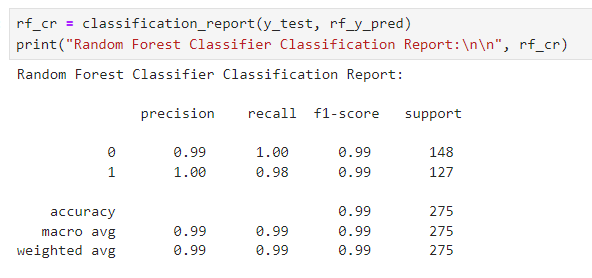 rf_cr = classification_report(y_test, rf_y_pred)
print("Random Forest Classifier Classification Report:\n\n", rf_cr)
Random Forest Classifier Classification Report:
precision recall f1-score support
0 0.99 1.00 0.99 148
1 1.00 0.98 0.99 127
accuracy 0.99 275
macro avg 0.99 0.99 0.99 275
weighted avg 0.99 0.99 0.99 275